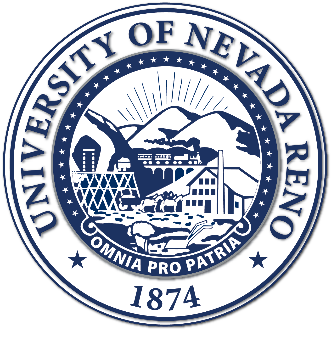 UNIVERSITY OF NEVADA RENO
OMNIA PRO PATRIA
1874